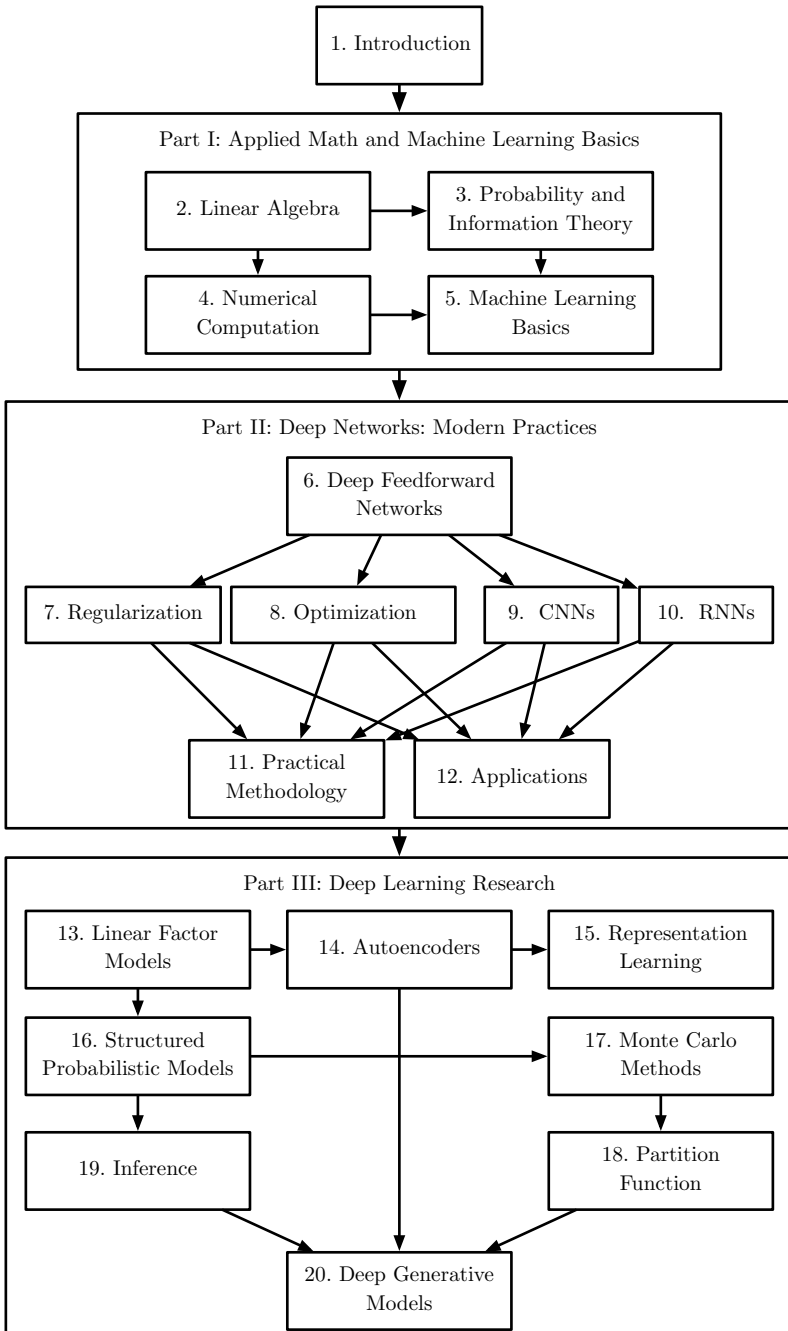 1. Introduction
Part I: Applied Math and Machine Learning Basics
2. Linear Algebra
3. Probability and
Information Theory
4. Numerical
Computation
5. Machine Learning
Basics
Part II: Deep Networks: Modern Practices
6. Deep Feedforward
Networks
7. Regularization
8. Optimization
9. CNNs
10. RNNs
11. Practical
Methodology
12. Applications
Part III: Deep Learning Research
13. Linear Factor
Models
14. Autoencoders
15. Representation
Learning
16. Structured
Probabilistic Models
17. Monte Carlo
Methods
19. Inference
18. Partition
Function
20. Deep Generative
Models